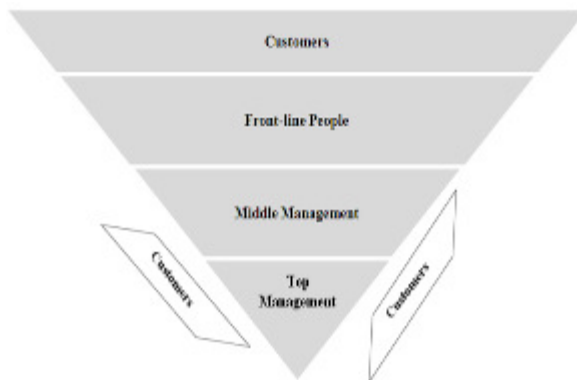 Customers
Front-line People
Middle Management
Customers
Top
Management
Customers